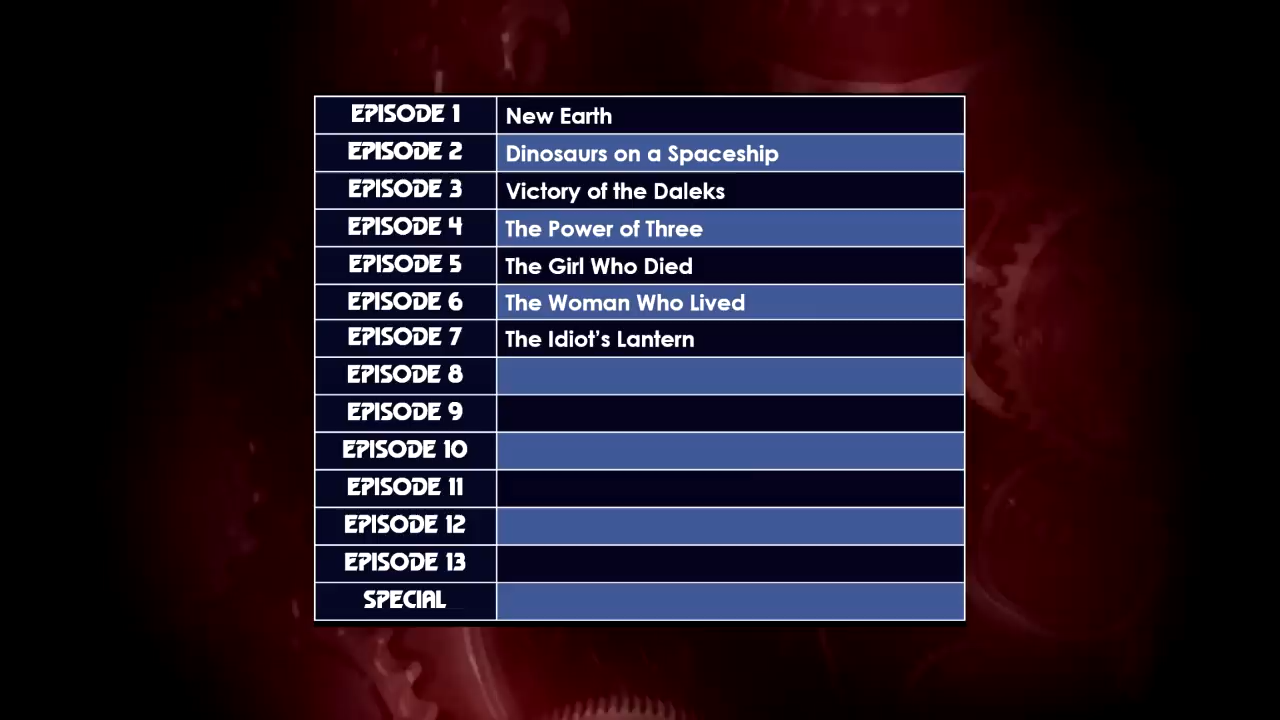 EPISODE 1 New Earth
EPISODE 2 Dinosaurs on a Spaceship
EPISODE 3 Victory of the Daleks
EPISODE 4 The Power of Three
EPISODE 5 The Girl Who Died
EPISODE 6 The Woman Who Lived
EPISODE 7 The Idiot’s Lantern
EPISODE 8
EPISODE 9
EPISODE 10
EPISODE 11
EPISODE 12
EPISODE 13
SPECIAL